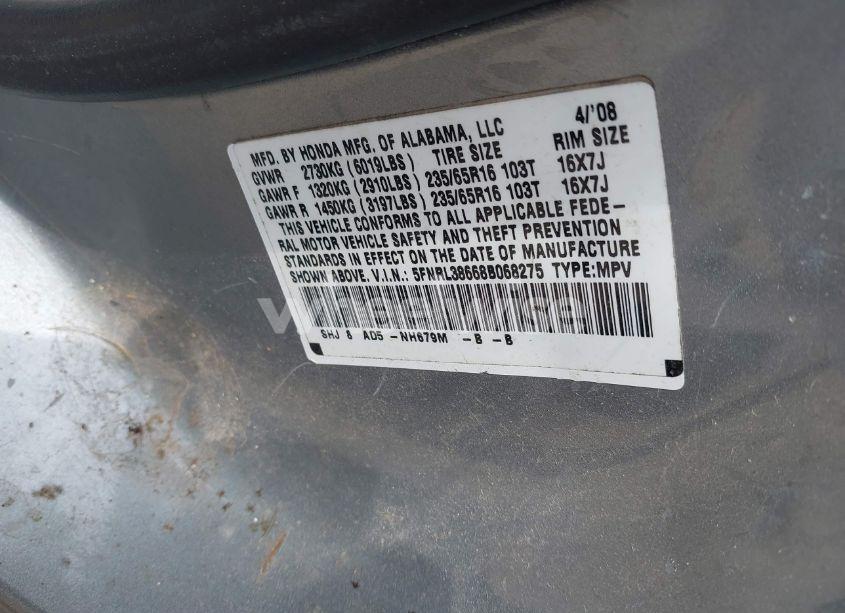 MFD. BY HONDA MFG. OF ALABAMA, LLC 4/'08
GVWR 2730KG (6019LBS) TIRE SIZE RIM SIZE
GAWR F 1320KG (2910LBS) 235/65R16 103T 16X7J
GAWR R 1450KG (3197LBS) 235/65R16 103T 16X7J
THIS VEHICLE CONFORMS TO ALL APPLICABLE FEDE-
RAL MOTOR VEHICLE SAFETY AND THEFT PREVENTION
STANDARDS IN EFFECT ON THE DATE OF MANUFACTURE
SHOWN ABOVE. V.I.N.: 5FNRL38668B068275 TYPE:MPV
SHJ 8 AD5 -NH679M -B -B